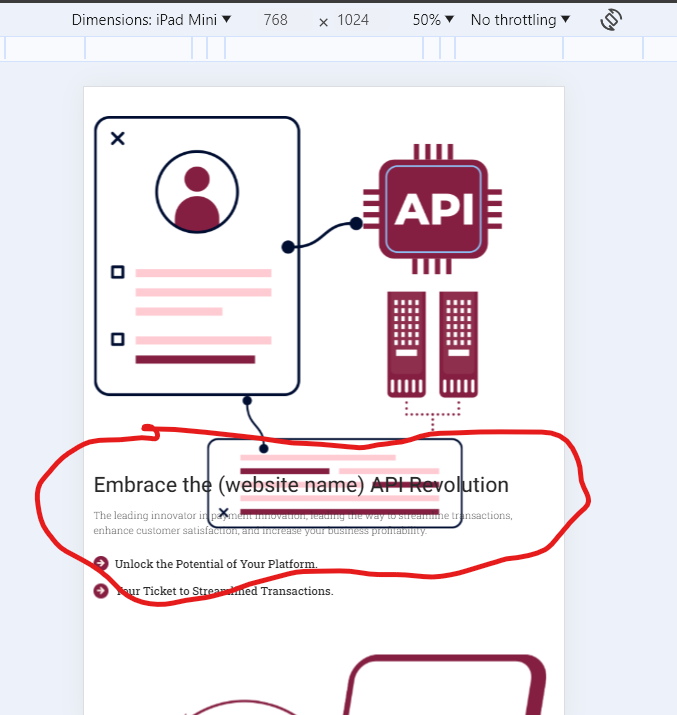 Dimensions: iPad Mini ▼ 768 × 1024 50% ▼ No throttling ▼
API
Embrace the (website name) API Revolution
The leading innovator in payment innovation, leading the way to streamline transactions,
enhance customer satisfaction, and increase your business profitability.
Unlock the Potential of Your Platform.
Your Ticket to Streamlined Transactions.